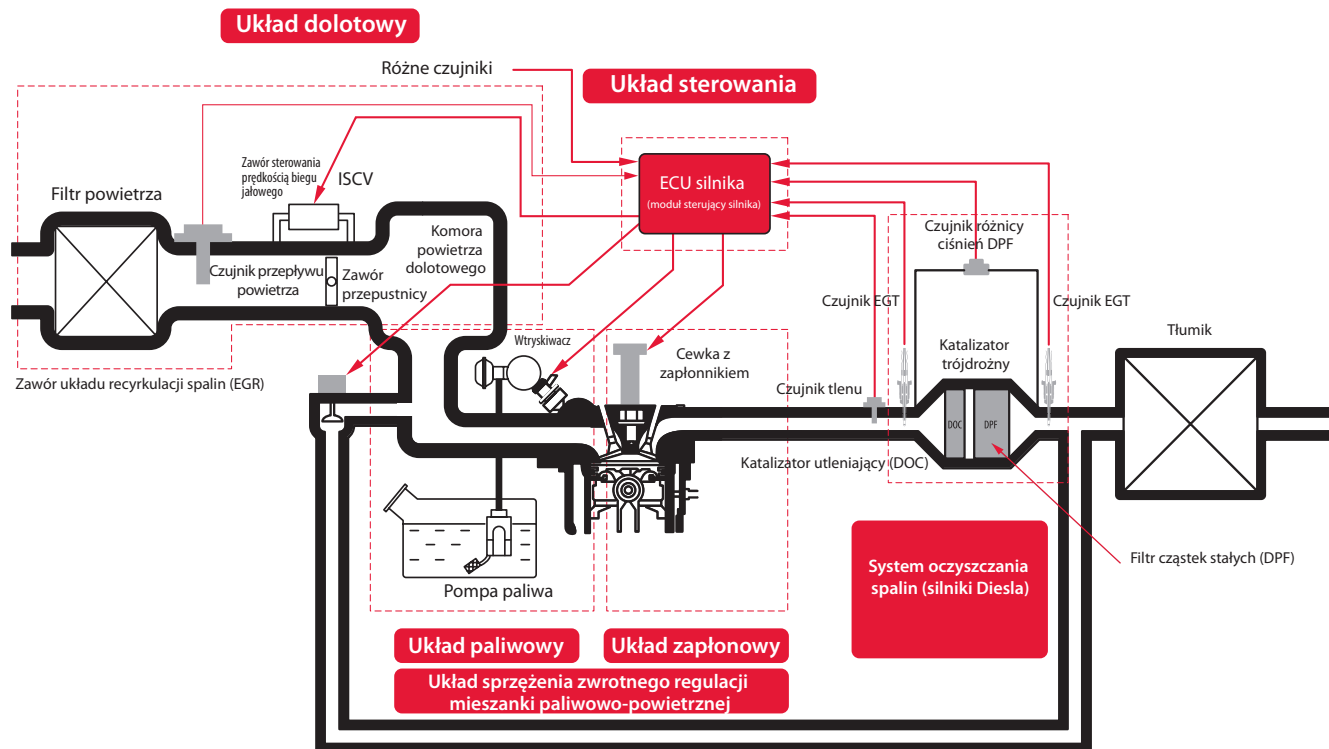 Układ dolotowy
Różne czujniki
Układ sterowania
Zawór sterowania
prędkością biegu
jałowego
ISCV
Filtr powietrza
ECU silnika
(moduł sterujący silnika)
Komora
powietrza
dolotowego
Czujnik różnicy
ciśnień DPF
Czujnik przepływu
powietrza
Zawór
przepustnicy
Czujnik EGT
Czujnik EGT
Tłumik
Wtryskiwacz
Cewka z
zapłonnikiem
Katalizator
trójdrożny
Zawór układu recyrkulacji spalin (EGR)
Czujnik tlenu
DOC
DPF
Katalizator utleniający (DOC)
Filtr cząstek stałych (DPF)
System oczyszczania
spalin (silniki Diesla)
Pompa paliwa
Układ paliwowy
Układ zapłonowy
Układ sprzężenia zwrotnego regulacji
mieszanki paliwowo-powietrznej